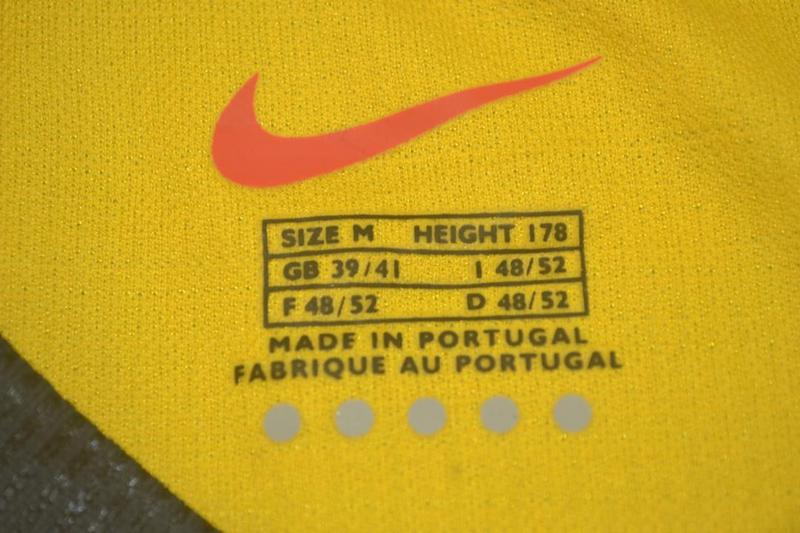 SIZE M HEIGHT 178
GB 39/41 I 48/52
F 48/52 D 48/52
MADE IN PORTUGAL
FABRIQUE AU PORTUGAL